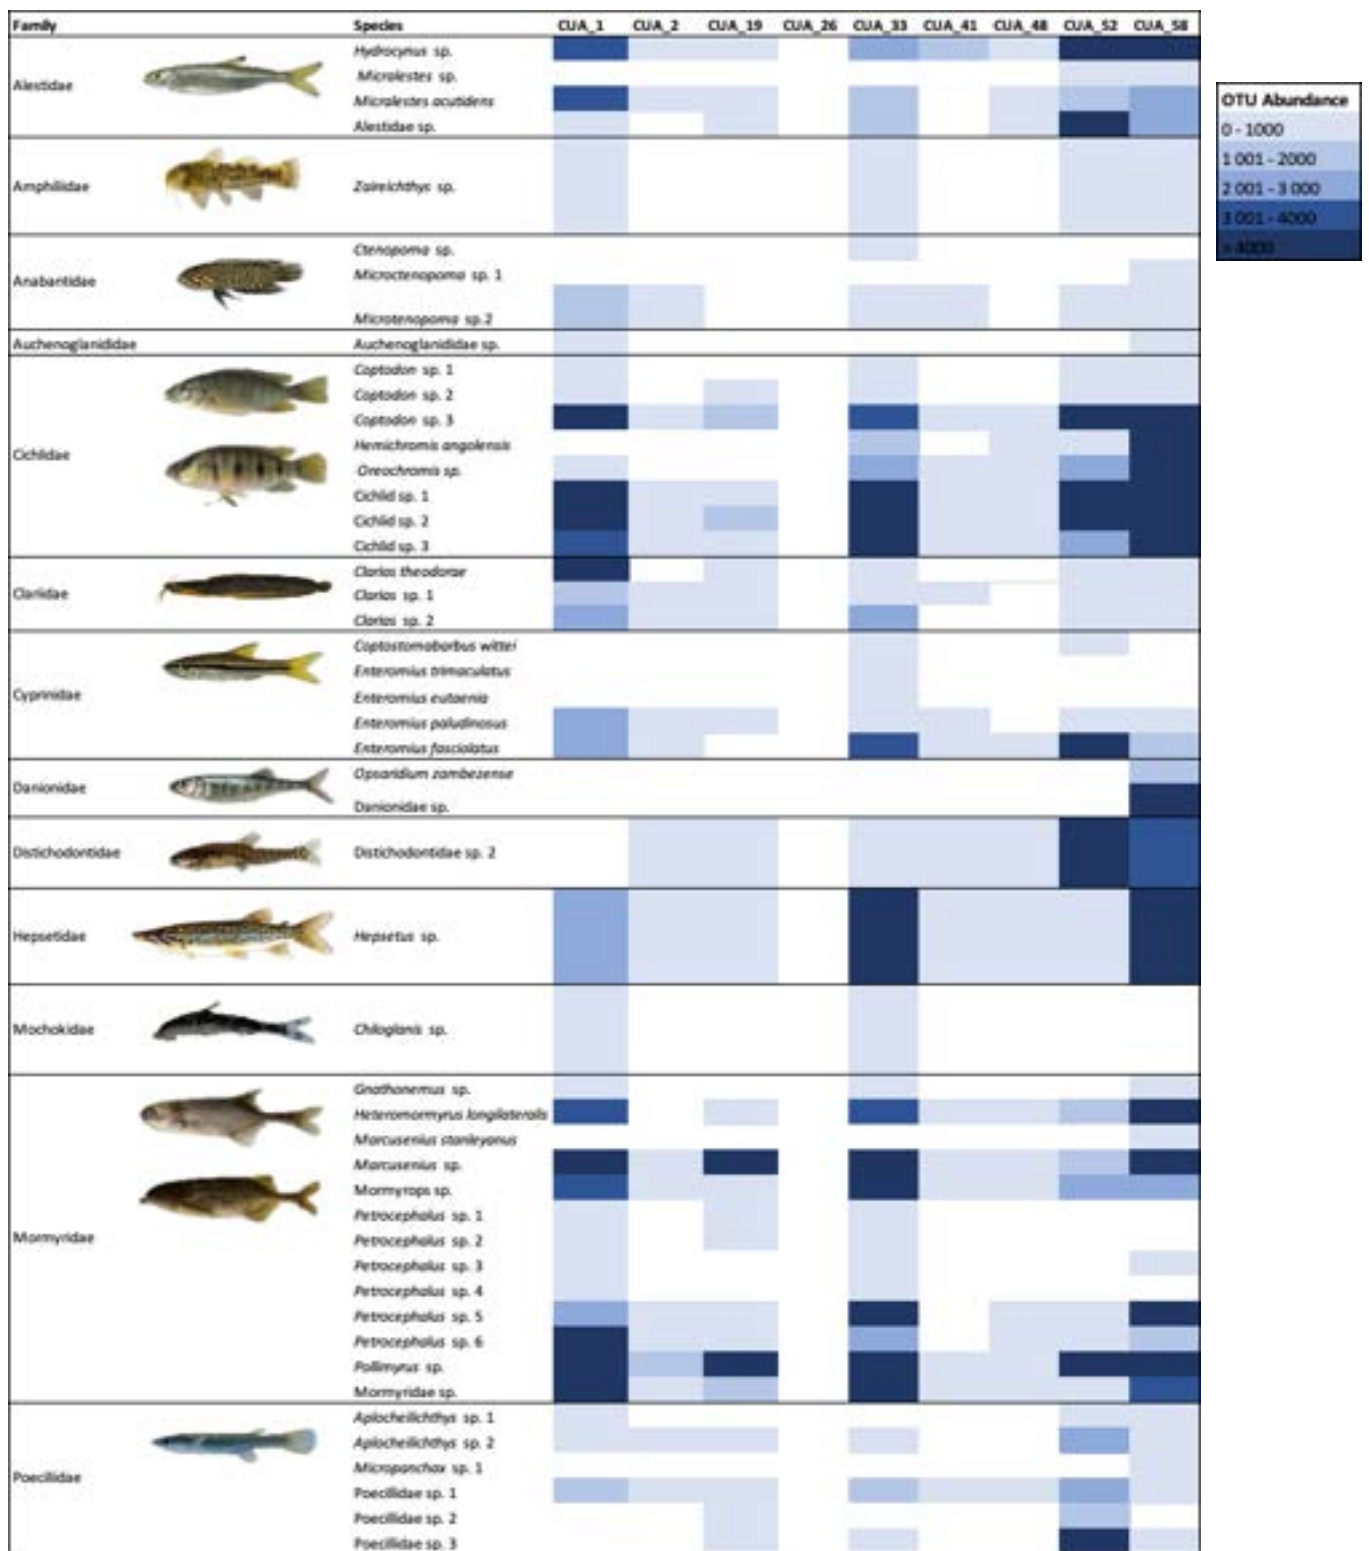 Family Species CUA_1 CUA_2 CUA_19 CUA_26 CUA_33 CUA_41 CUA_48 CUA_52 CUA_58
Alestidae
Hydrocynus sp.
Micralestes sp.
Micralestes acutidens
Alestidae sp.
Amphiliidae
Zaireichthys sp.
Anabantidae
Ctenopoma sp.
Microctenopoma sp. 1
Microtenopoma sp.2
Auchenoglanididae Auchenoglanididae sp.
Cichlidae
Coptodon sp. 1
Coptodon sp. 2
Coptodon sp. 3
Hemichromis angolensis
Oreochromis sp.
Cichlid sp. 1
Cichlid sp. 2
Cichlid sp. 3
Clariidae
Clarias theodorae
Clarias sp. 1
Clarias sp. 2
Cyprinidae
Coptostomabarbus wittei
Enteromius trimaculatus
Enteromius eutaenia
Enteromius paludinosus
Enteromius fasciolatus
Danionidae
Opsaridium zambezense
Danionidae sp.
Distichodontidae Distichodontidae sp. 2
Hepsetidae Hepsetus sp.
Mochokidae Chiloglanis sp.
Mormyridae
Gnathonemus sp.
Heteromormyrus longilateralis
Marcusenius stanleyanus
Marcusenius sp.
Mormyrops sp.
Petrocephalus sp. 1
Petrocephalus sp. 2
Petrocephalus sp. 3
Petrocephalus sp. 4
Petrocephalus sp. 5
Petrocephalus sp. 6
Pollimyrus sp.
Mormyridae sp.
Poecillidae
Aplocheilichthys sp. 1
Aplocheilichthys sp. 2
Micropanchax sp. 1
Poecillidae sp. 1
Poecillidae sp. 2
Poecillidae sp. 3
OTU Abundance
0 - 1000
1 001 - 2000
2 001 - 3 000
3 001 - 4000
> 4000